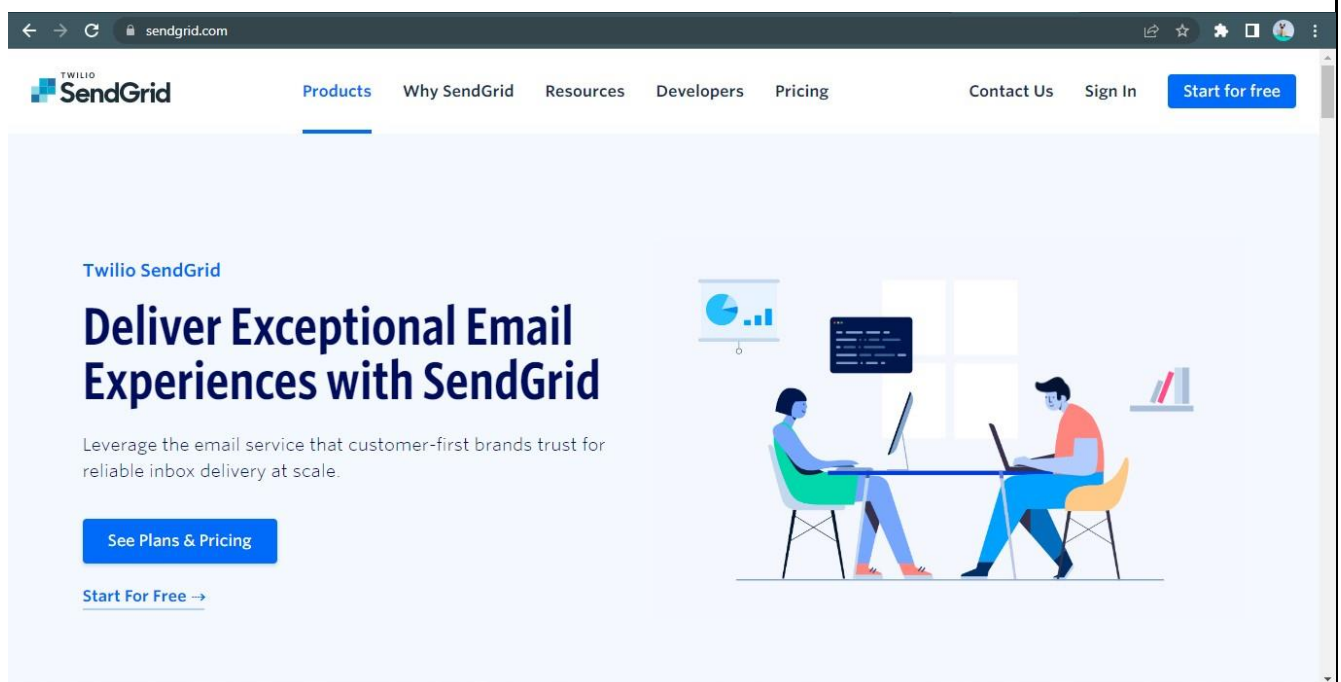 sendgrid.com
TWILIO
SendGrid
Products Why SendGrid Resources Developers Pricing Contact Us Sign In Start for free
Twilio SendGrid
Deliver Exceptional Email
Experiences with SendGrid
Leverage the email service that customer-first brands trust for
reliable inbox delivery at scale.
See Plans & Pricing
Start For Free →